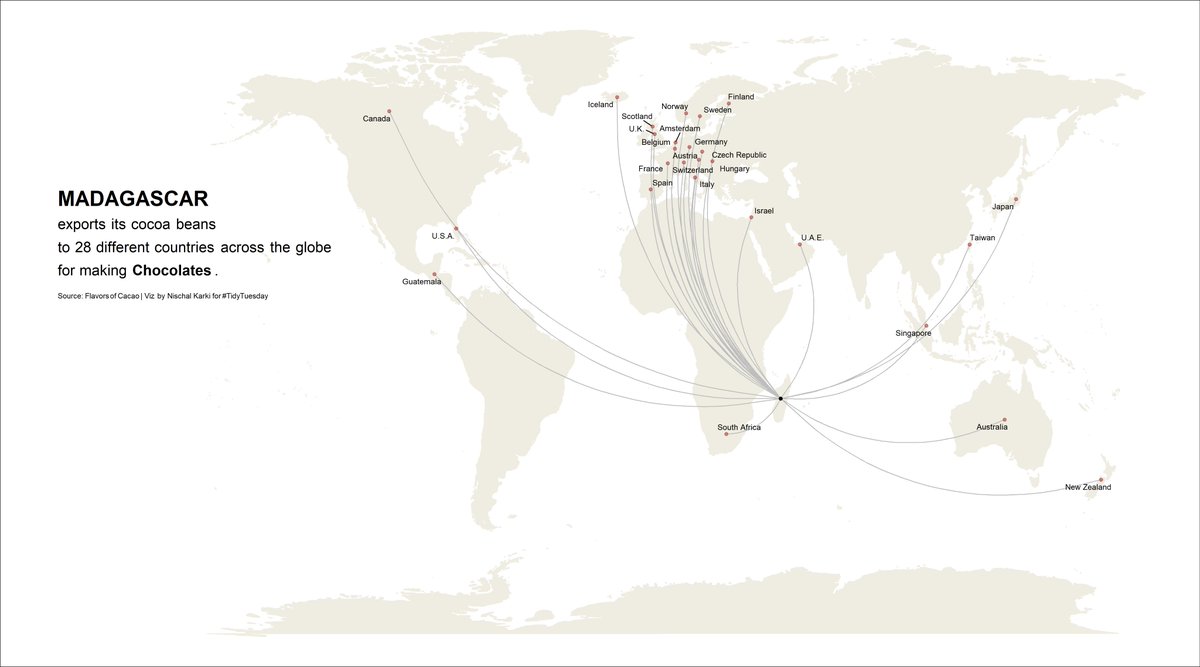 MADAGASCAR
exports its cocoa beans
to 28 different countries across the globe
for making Chocolates .
Source: Flavors of Cacao | Viz by Nischal Karki for #TidyTuesday
Canada
U.S.A.
Guatemala
Iceland
Norway
Finland
Sweden
Scotland
U.K.
Amsterdam
Belgium
Germany
Austria
Czech Republic
France
Switzerland
Hungary
Spain
Italy
Israel
U.A.E.
Japan
Taiwan
Singapore
South Africa
Australia
New Zealand